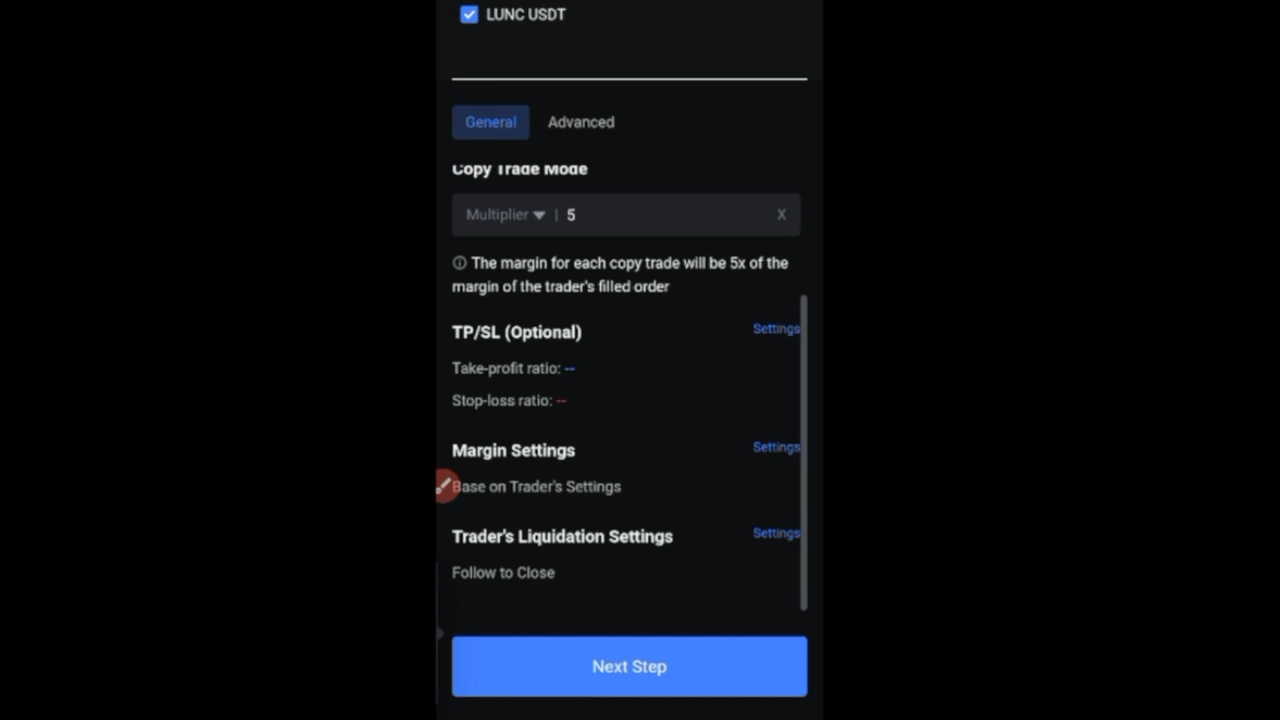 LUNC USDT
General Advanced
Copy Trade Mode
Multiplier | 5 X
The margin for each copy trade will be 5x of the
margin of the trader's filled order
TP/SL (Optional) Settings
Take-profit ratio: --
Stop-loss ratio: --
Margin Settings Settings
Base on Trader's Settings
Trader's Liquidation Settings Settings
Follow to Close
Next Step